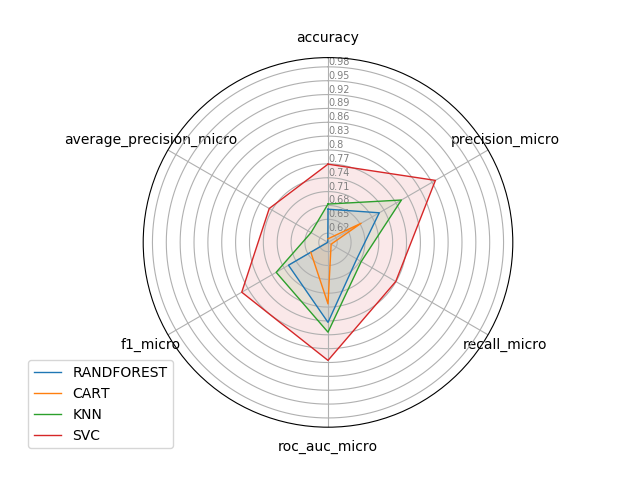 accuracy
0.98
0.95
0.92
0.89
0.86
0.83
0.8
0.77
0.74
0.71
0.68
0.65
0.62
average_precision_micro
precision_micro
f1_micro
recall_micro
roc_auc_micro
RANDFOREST
CART
KNN
SVC